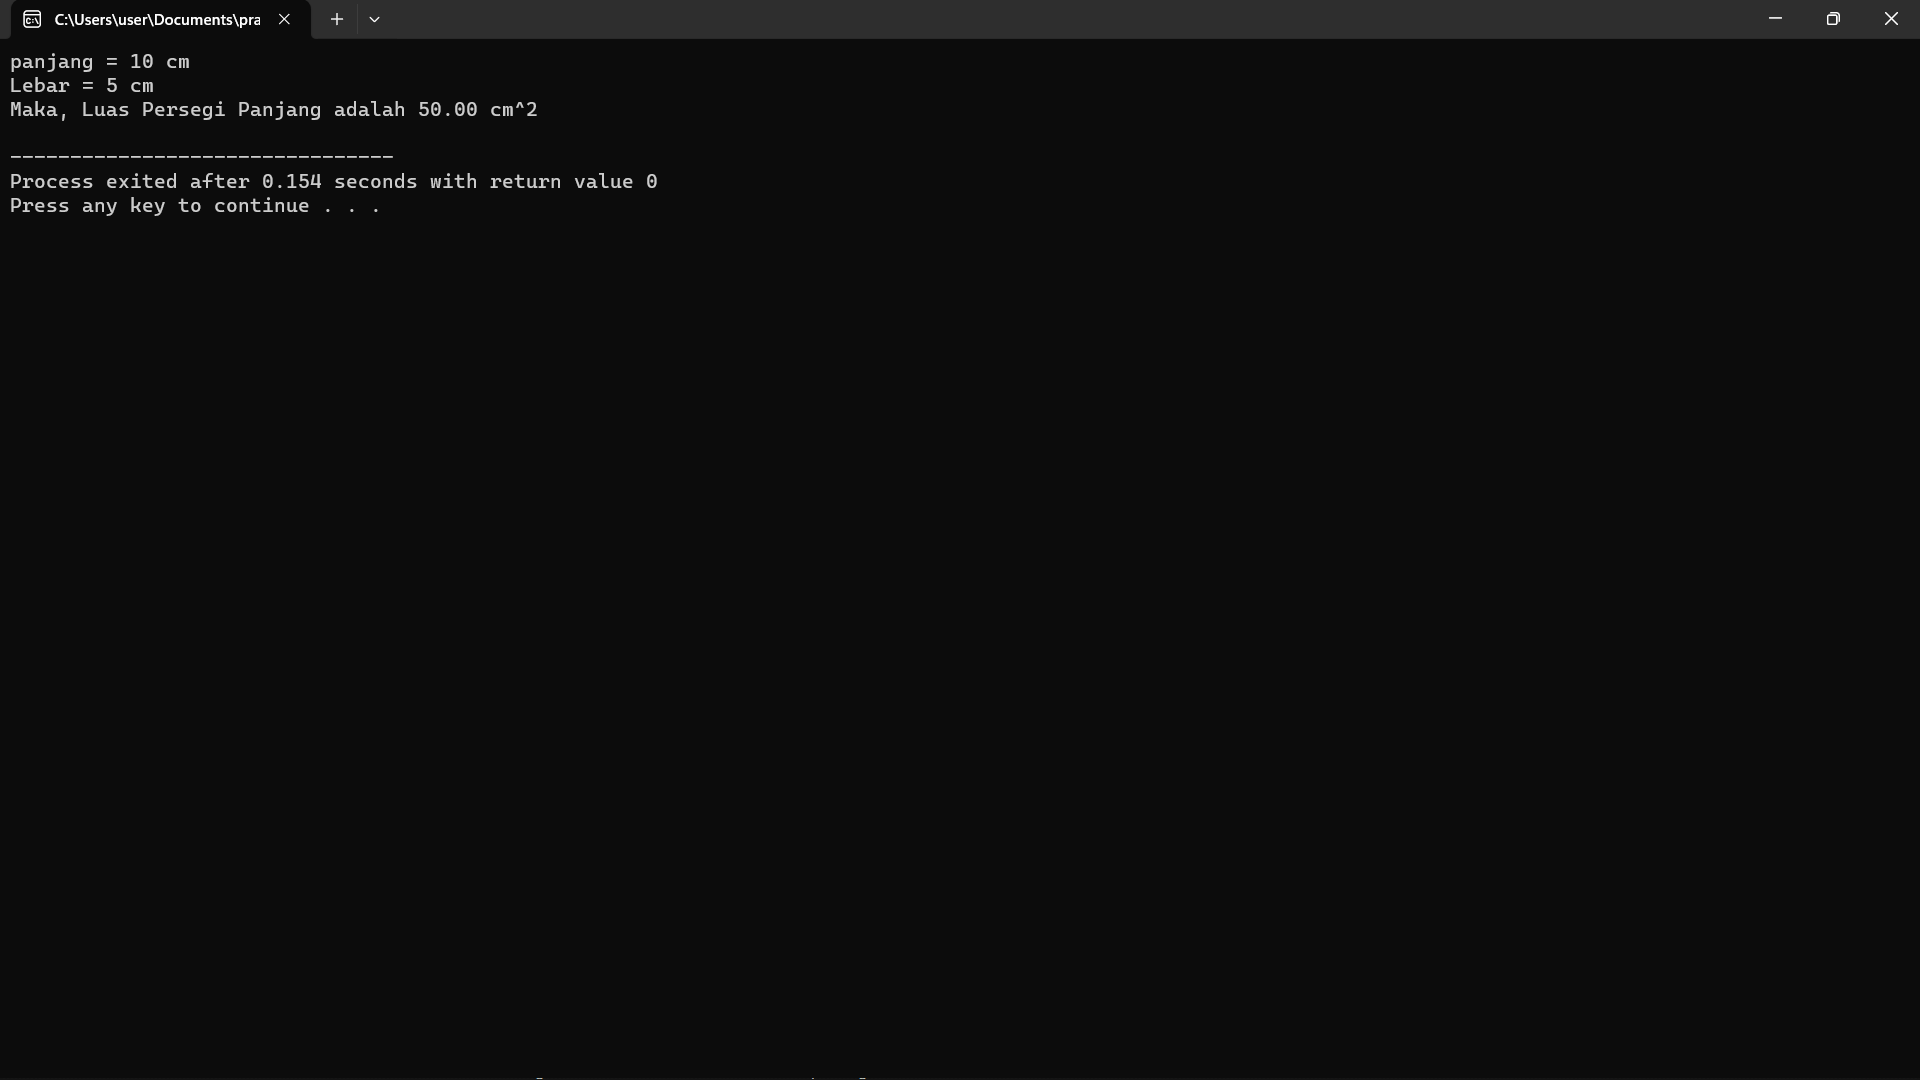 C:\Users\user\Documents\pra
panjang = 10 cm
Lebar = 5 cm
Maka, Luas Persegi Panjang adalah 50.00 cm^2
--------------------------------
Process exited after 0.154 seconds with return value 0
Press any key to continue . . .